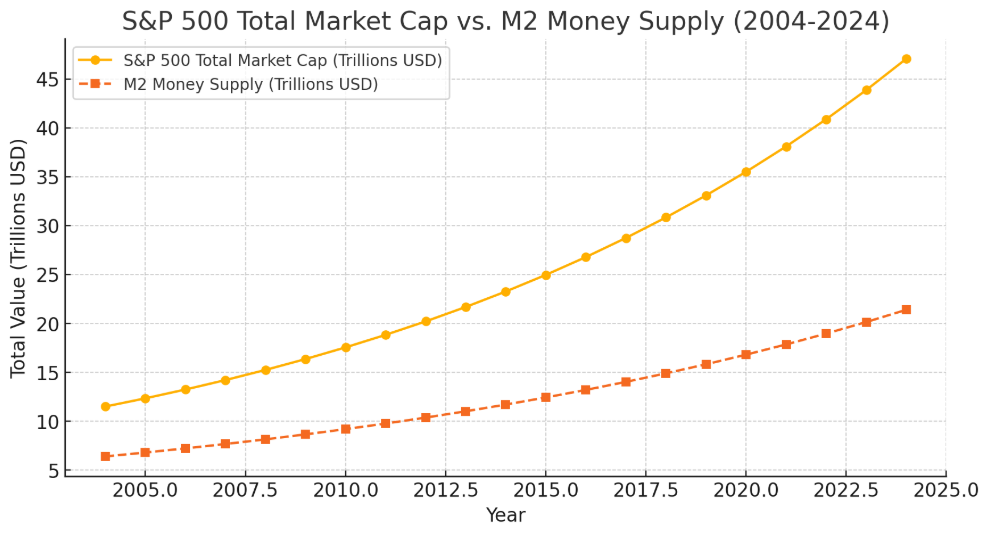 S&P 500 Total Market Cap vs. M2 Money Supply (2004-2024)
S&P 500 Total Market Cap (Trillions USD)
M2 Money Supply (Trillions USD)
Total Value (Trillions USD)
45
40
35
30
25
20
15
10
5
2005.0 2007.5 2010.0 2012.5 2015.0 2017.5 2020.0 2022.5 2025.0
Year